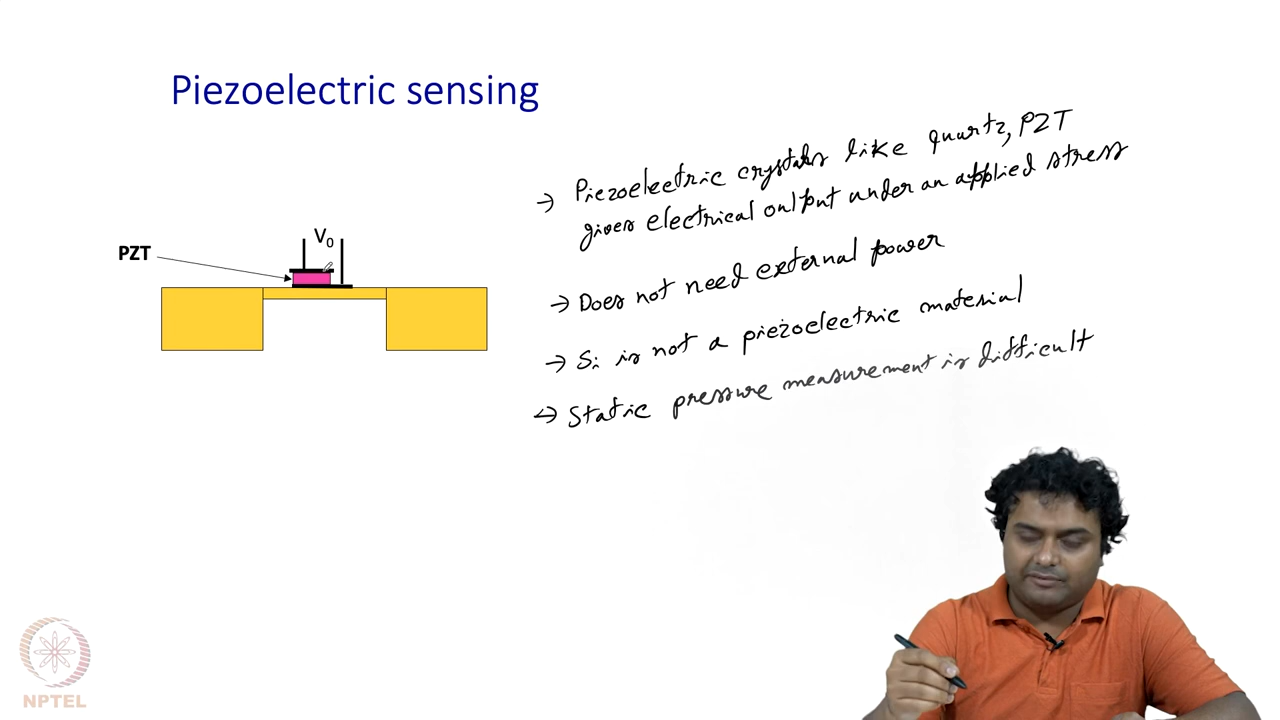 Piezoelectric sensing
PZT
V0
→ Piezoelectric crystals like quartz, PZT
gives electrical output under an applied stress
→ Does not need external power
→ Si is not a piezoelectric material
→ Static pressure measurement is difficult
NPTEL